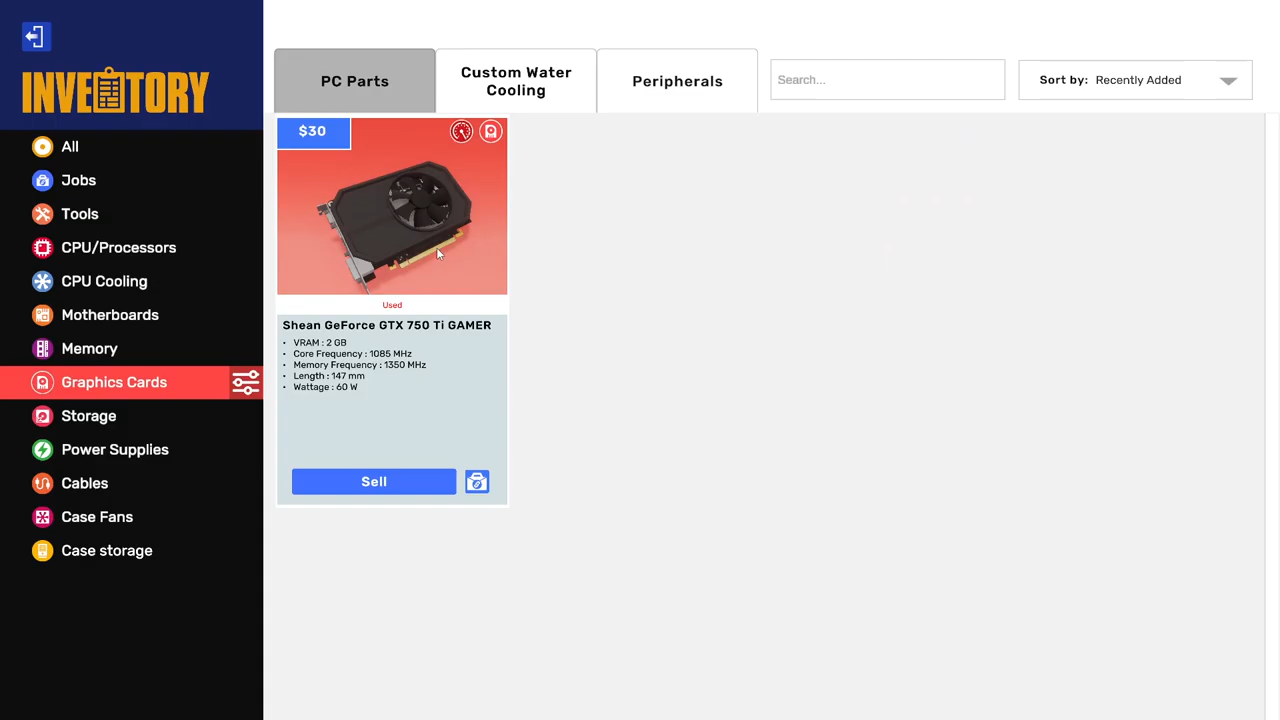 INVENTORY
All
Jobs
Tools
CPU/Processors
CPU Cooling
Motherboards
Memory
Graphics Cards
Storage
Power Supplies
Cables
Case Fans
Case storage
PC Parts
Custom Water
Cooling
Peripherals
Search...
Sort by: Recently Added
$30
Used
Shean GeForce GTX 750 Ti GAMER
• VRAM : 2 GB
• Core Frequency : 1085 MHz
• Memory Frequency : 1350 MHz
• Length : 147 mm
• Wattage : 60 W
Sell